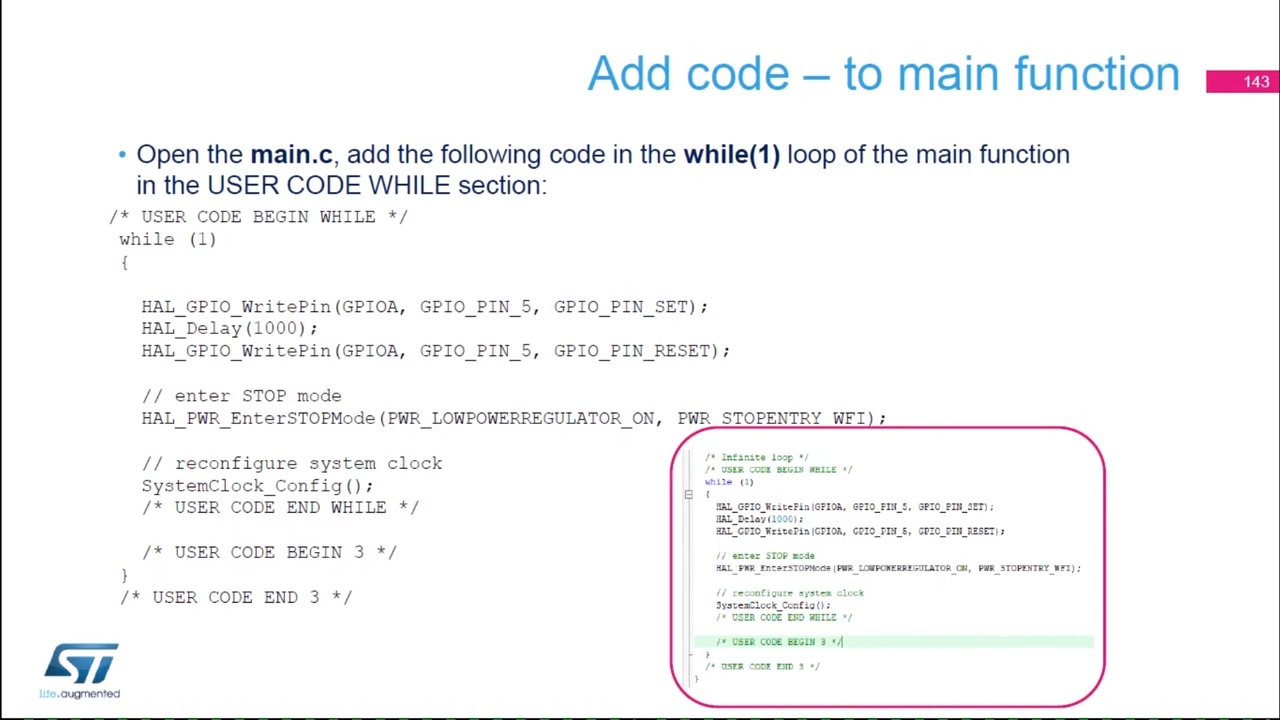 Add code – to main function
143
• Open the main.c, add the following code in the while(1) loop of the main function
in the USER CODE WHILE section:
/* USER CODE BEGIN WHILE */
while (1)
{
HAL_GPIO_WritePin(GPIOA, GPIO_PIN_5, GPIO_PIN_SET);
HAL_Delay(1000);
HAL_GPIO_WritePin(GPIOA, GPIO_PIN_5, GPIO_PIN_RESET);
// enter STOP mode
HAL_PWR_EnterSTOPMode(PWR_LOWPOWERREGULATOR_ON, PWR_STOPENTRY_WFI);
// reconfigure system clock
SystemClock_Config();
/* USER CODE END WHILE */
/* USER CODE BEGIN 3 */
}
/* USER CODE END 3 */
/* Infinite loop */
/* USER CODE BEGIN WHILE */
while (1)
{
HAL_GPIO_WritePin(GPIOA, GPIO_PIN_5, GPIO_PIN_SET);
HAL_Delay(1000);
HAL_GPIO_WritePin(GPIOA, GPIO_PIN_5, GPIO_PIN_RESET);
// enter STOP mode
HAL_PWR_EnterSTOPMode(PWR_LOWPOWERREGULATOR_ON, PWR_STOPENTRY_WFI);
// reconfigure system clock
SystemClock_Config();
/* USER CODE END WHILE */
/* USER CODE BEGIN 3 */
}
/* USER CODE END 3 */
}
ST
life.augmented